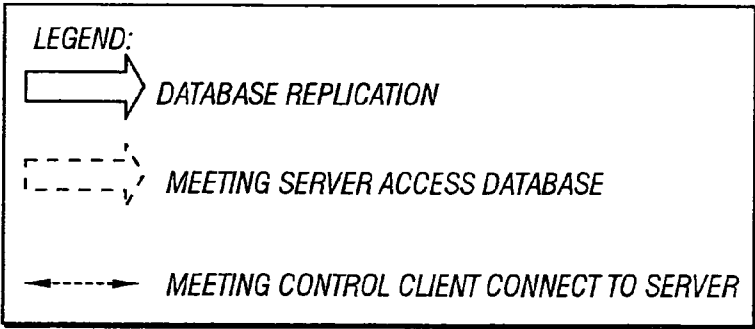 LEGEND:
DATABASE REPLICATION
MEETING SERVER ACCESS DATABASE
MEETING CONTROL CLIENT CONNECT TO SERVER